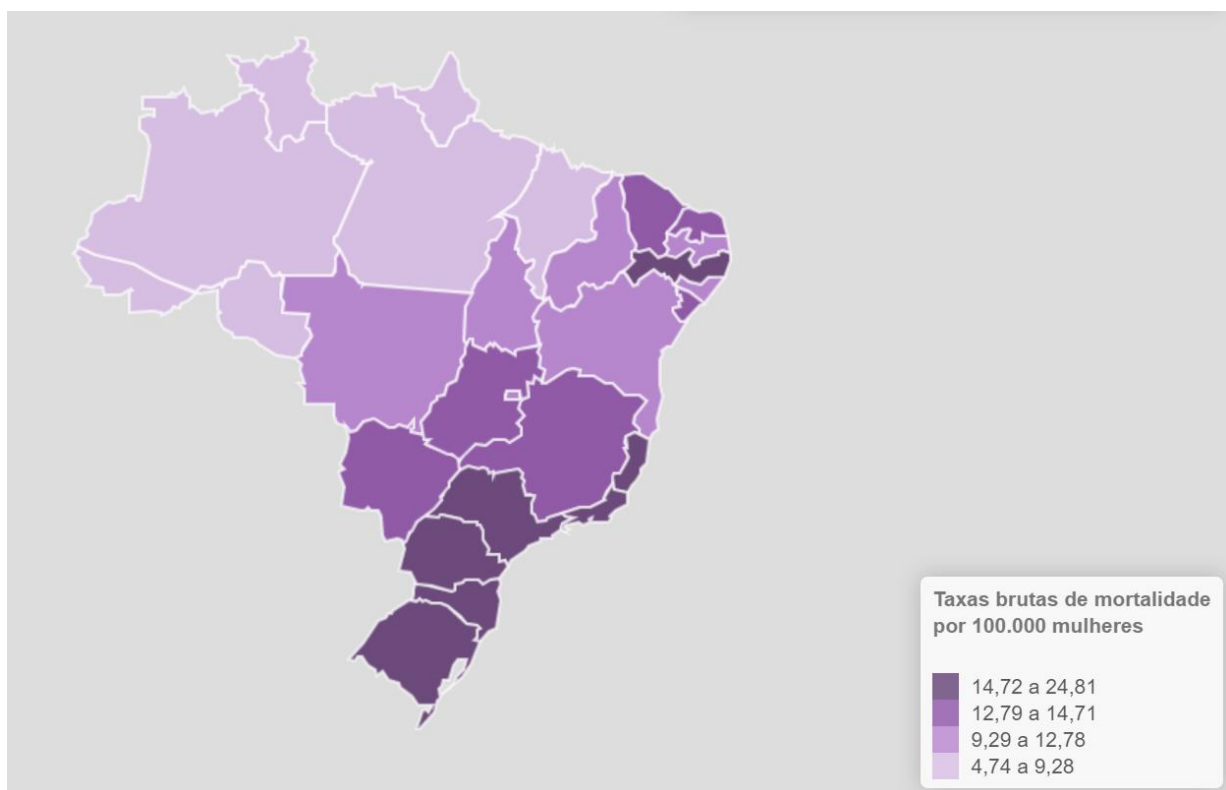 Taxas brutas de mortalidade
por 100.000 mulheres
14,72 a 24,81
12,79 a 14,71
9,29 a 12,78
4,74 a 9,28